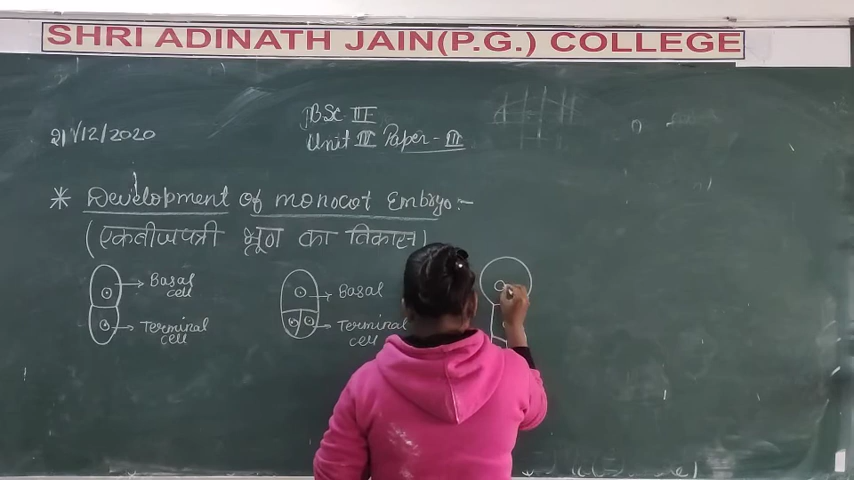 SHRI ADINATH JAIN(P.G.) COLLEGE
21/12/2020
BSc III
Unit III Paper - III
* Development of monocot Embryo:-
(एकबीजपत्री भ्रूण का विकास)
Basal cell
Terminal cell
Basal
Terminal cell